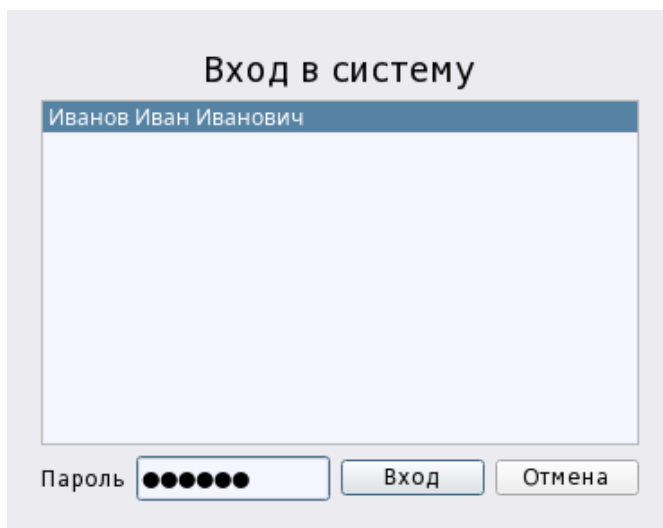 Вход в систему
Иванов Иван Иванович
Пароль ●●●●●● Вход Отмена